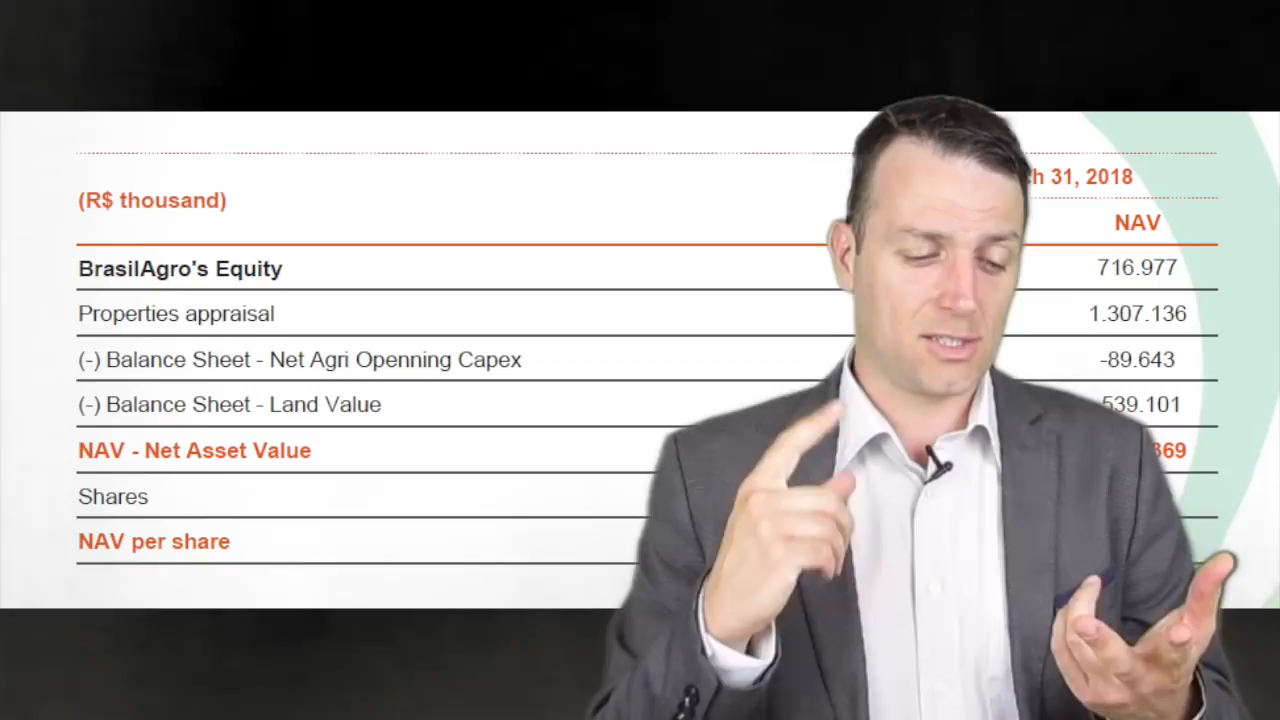 31, 2018
(R$ thousand)
NAV
BrasilAgro's Equity 716.977
Properties appraisal 1.307.136
(-) Balance Sheet - Net Agri Openning Capex -89.643
(-) Balance Sheet - Land Value 539.101
NAV - Net Asset Value 369
Shares
NAV per share